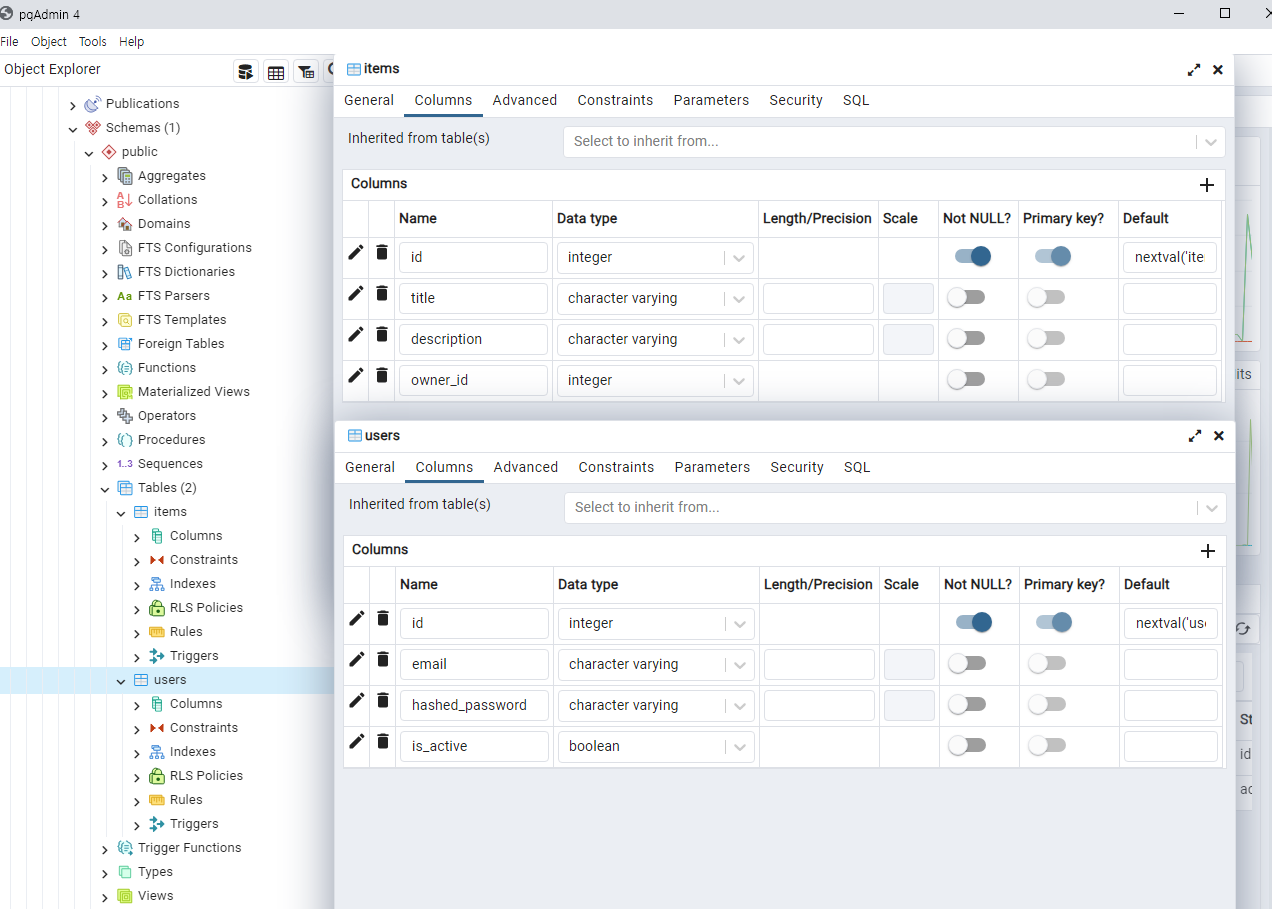 pgAdmin 4
File Object Tools Help
Object Explorer
Publications
Schemas (1)
public
Aggregates
Collations
Domains
FTS Configurations
FTS Dictionaries
Aa FTS Parsers
FTS Templates
Foreign Tables
Functions
Materialized Views
Operators
Procedures
1..3 Sequences
Tables (2)
items
Columns
Constraints
Indexes
RLS Policies
Rules
Triggers
users
Columns
Constraints
Indexes
RLS Policies
Rules
Triggers
Trigger Functions
Types
Views
items
General Columns Advanced Constraints Parameters Security SQL
Inherited from table(s) Select to inherit from...
Columns
Name Data type Length/Precision Scale Not NULL? Primary key? Default
id integer nextval('ite
title character varying
description character varying
owner_id integer
users
General Columns Advanced Constraints Parameters Security SQL
Inherited from table(s) Select to inherit from...
Columns
Name Data type Length/Precision Scale Not NULL? Primary key? Default
id integer nextval('us
email character varying
hashed_password character varying
is_active boolean
its
St
id
ac